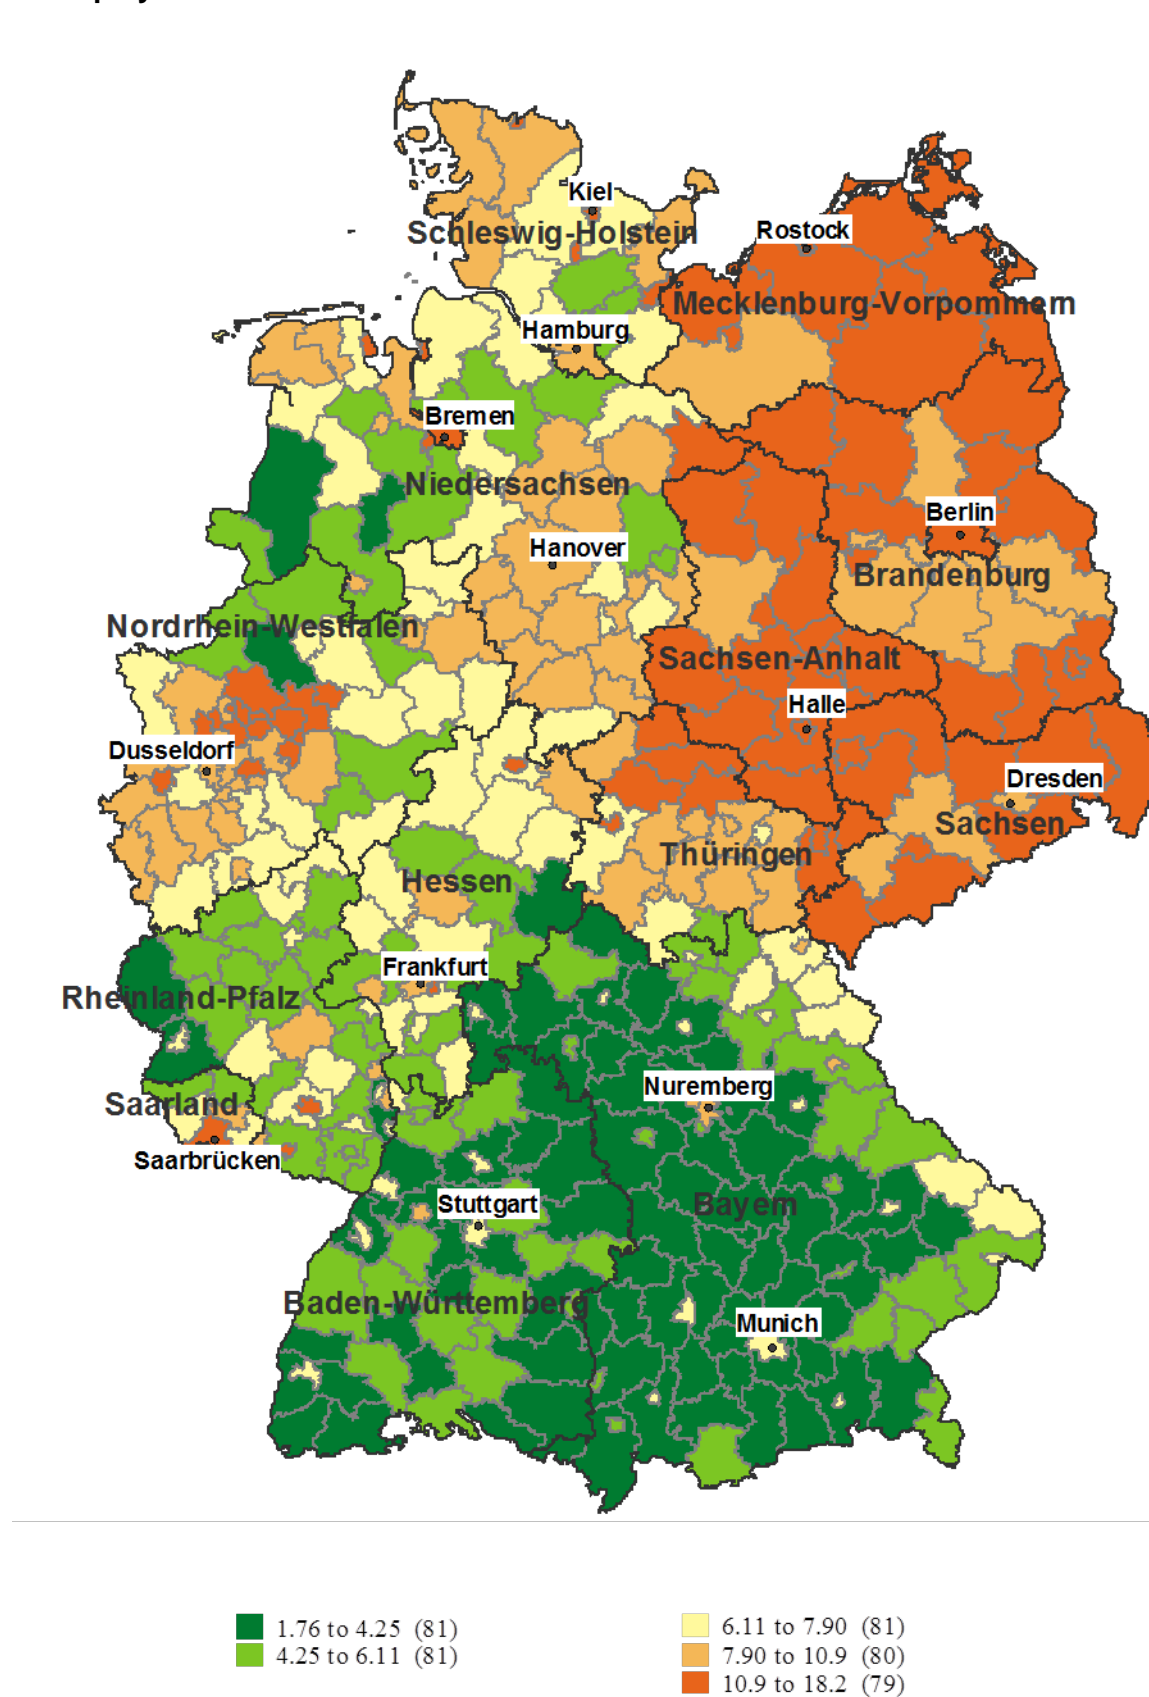 Kiel
Schleswig-Holstein
Rostock
Mecklenburg-Vorpommern
Hamburg
Bremen
Niedersachsen
Berlin
Hanover
Brandenburg
Nordrhein-Westfalen
Sachsen-Anhalt
Halle
Dusseldorf
Dresden
Sachsen
Thüringen
Hessen
Frankfurt
Rheinland-Pfalz
Nuremberg
Saarland
Saarbrücken
Stuttgart
Bayern
Baden-Württemberg
Munich
1.76 to 4.25 (81)
4.25 to 6.11 (81)
6.11 to 7.90 (81)
7.90 to 10.9 (80)
10.9 to 18.2 (79)